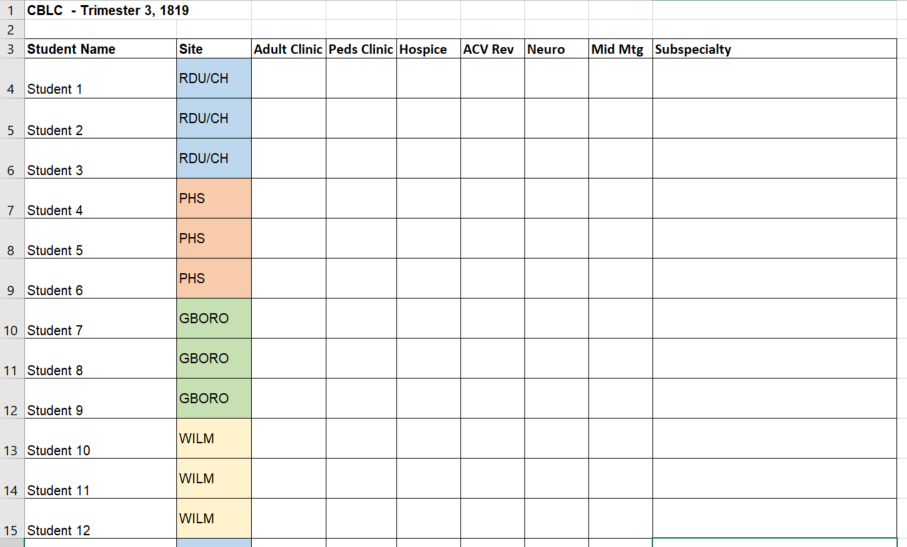 1 CBLC - Trimester 3, 1819
2
3 Student Name Site Adult Clinic Peds Clinic Hospice ACV Rev Neuro Mid Mtg Subspecialty
4 Student 1 RDU/CH
5 Student 2 RDU/CH
6 Student 3 RDU/CH
7 Student 4 PHS
8 Student 5 PHS
9 Student 6 PHS
10 Student 7 GBORO
11 Student 8 GBORO
12 Student 9 GBORO
13 Student 10 WILM
14 Student 11 WILM
15 Student 12 WILM